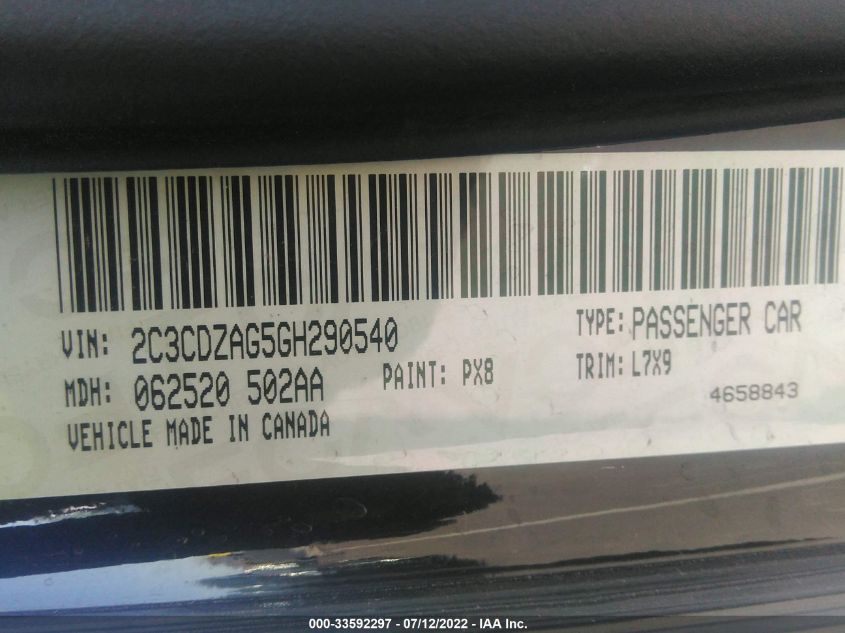 VIN: 2C3CDZAG5GH290540 TYPE: PASSENGER CAR
MDH: 062520 502AA PAINT: PX8 TRIM: L7X9
4658843
VEHICLE MADE IN CANADA
000-33592297 - 07/12/2022 - IAA Inc.